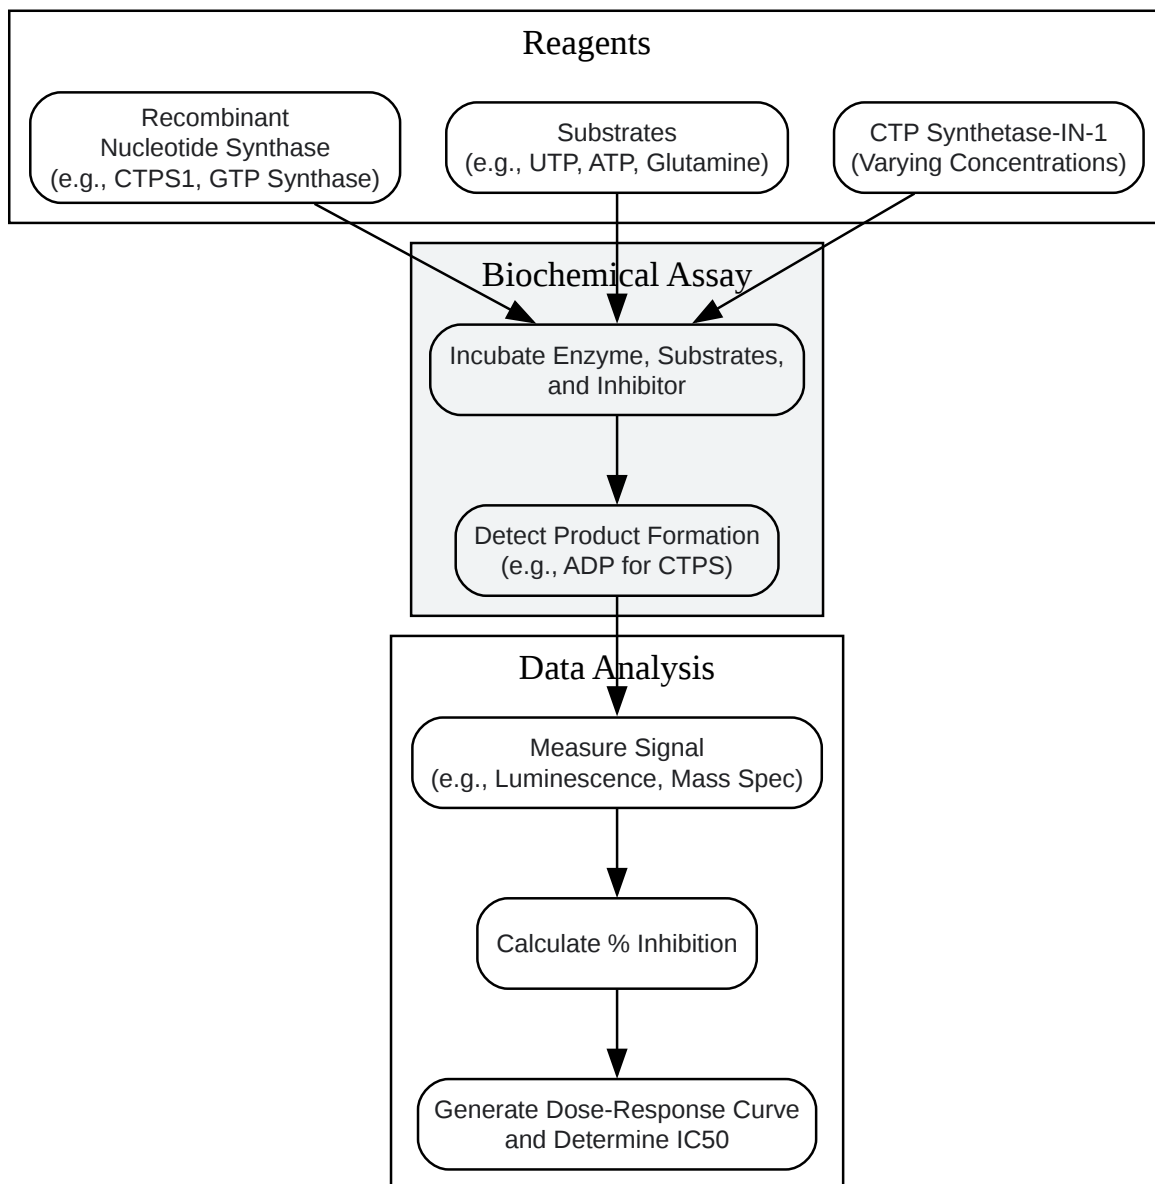 Reagents
Recombinant
Nucleotide Synthase
(e.g., CTPS1, GTP Synthase)
Substrates
(e.g., UTP, ATP, Glutamine)
CTP Synthetase-IN-1
(Varying Concentrations)
Biochemical Assay
Incubate Enzyme, Substrates,
and Inhibitor
Detect Product Formation
(e.g., ADP for CTPS)
Data Analysis
Measure Signal
(e.g., Luminescence, Mass Spec)
Calculate % Inhibition
Generate Dose-Response Curve
and Determine IC50